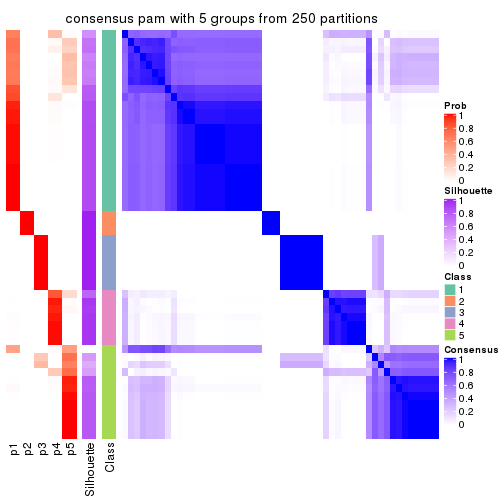 consensus pam with 5 groups from 250 partitions
Prob
1
0.8
0.6
0.4
0.2
0
Silhouette
1
0.8
0.6
0.4
0.2
0
Class
1
2
3
4
5
Consensus
1
0.8
0.6
0.4
0.2
0
p1
p2
p3
p4
p5
Silhouette
Class